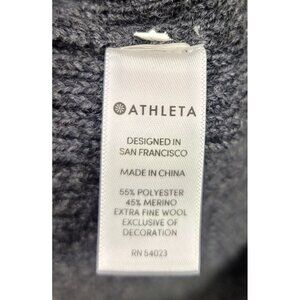 ATHLETA
DESIGNED IN
SAN FRANCISCO
MADE IN CHINA
55% POLYESTER
45% MERINO
EXTRA FINE WOOL
EXCLUSIVE OF
DECORATION
RN 54023